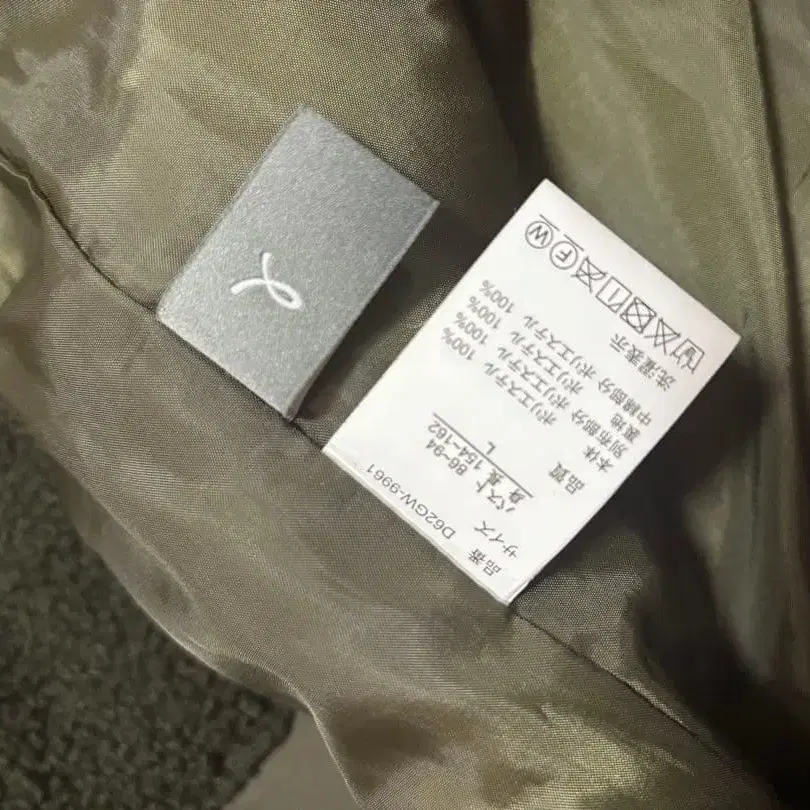 品番 D62GW-9961
サイズ
バスト 86~94
身長 154~162
L
品質
本体 ポリエステル 100%
別布部分 ポリエステル 100%
裏地 ポリエステル 100%
中綿部分 ポリエステル 100%
洗濯表示
F W